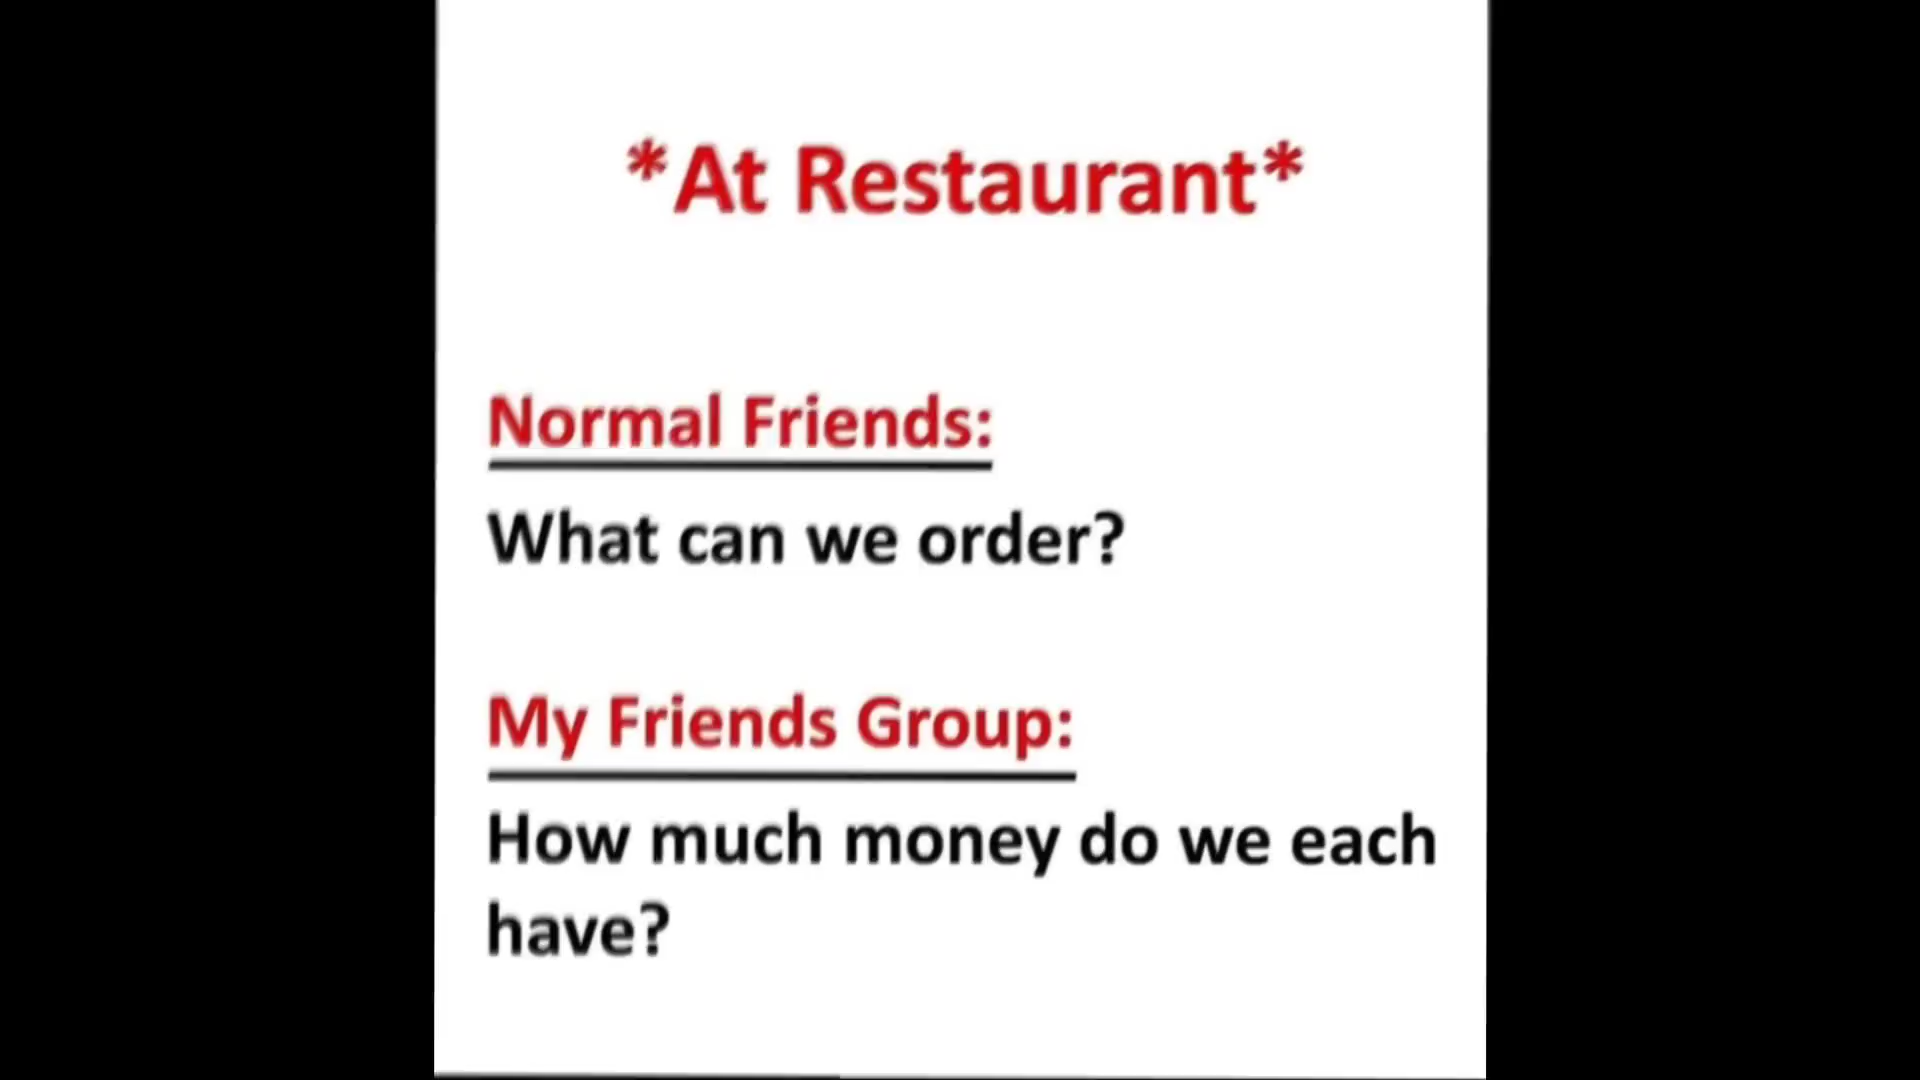 *At Restaurant*
Normal Friends:
What can we order?
My Friends Group:
How much money do we each
have?